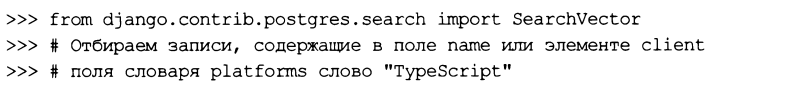 >>> from django.contrib.postgres.search import SearchVector
>>> # Отбираем записи, содержащие в поле name или элементе client
>>> # поля словаря platforms слово "TypeScript"